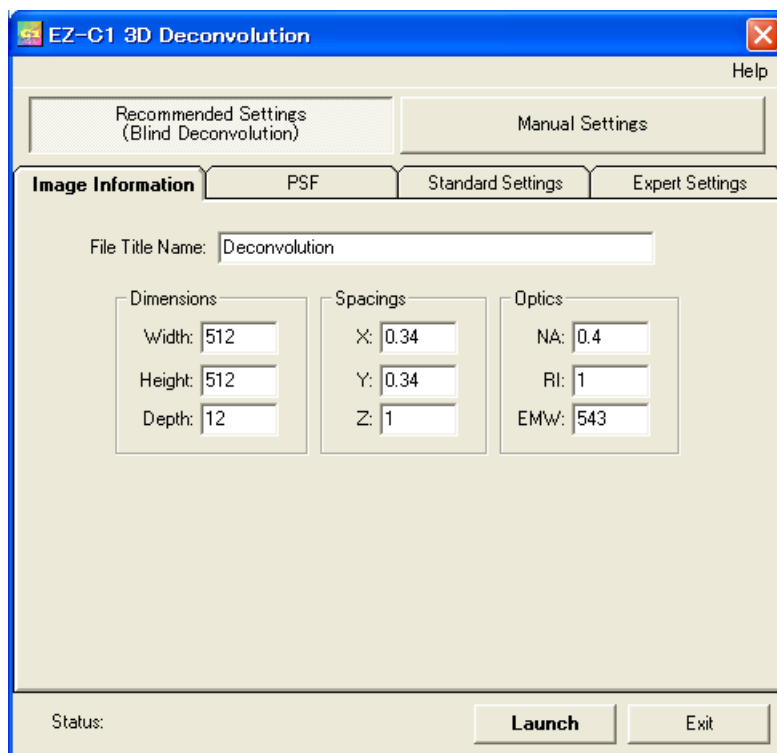 EZ-C1 3D Deconvolution
Help
Recommended Settings
(Blind Deconvolution)
Manual Settings
Image Information
PSF
Standard Settings
Expert Settings
File Title Name: Deconvolution
Dimensions
Width: 512
Height: 512
Depth: 12
Spacings
X: 0.34
Y: 0.34
Z: 1
Optics
NA: 0.4
RI: 1
EMW: 543
Status:
Launch
Exit